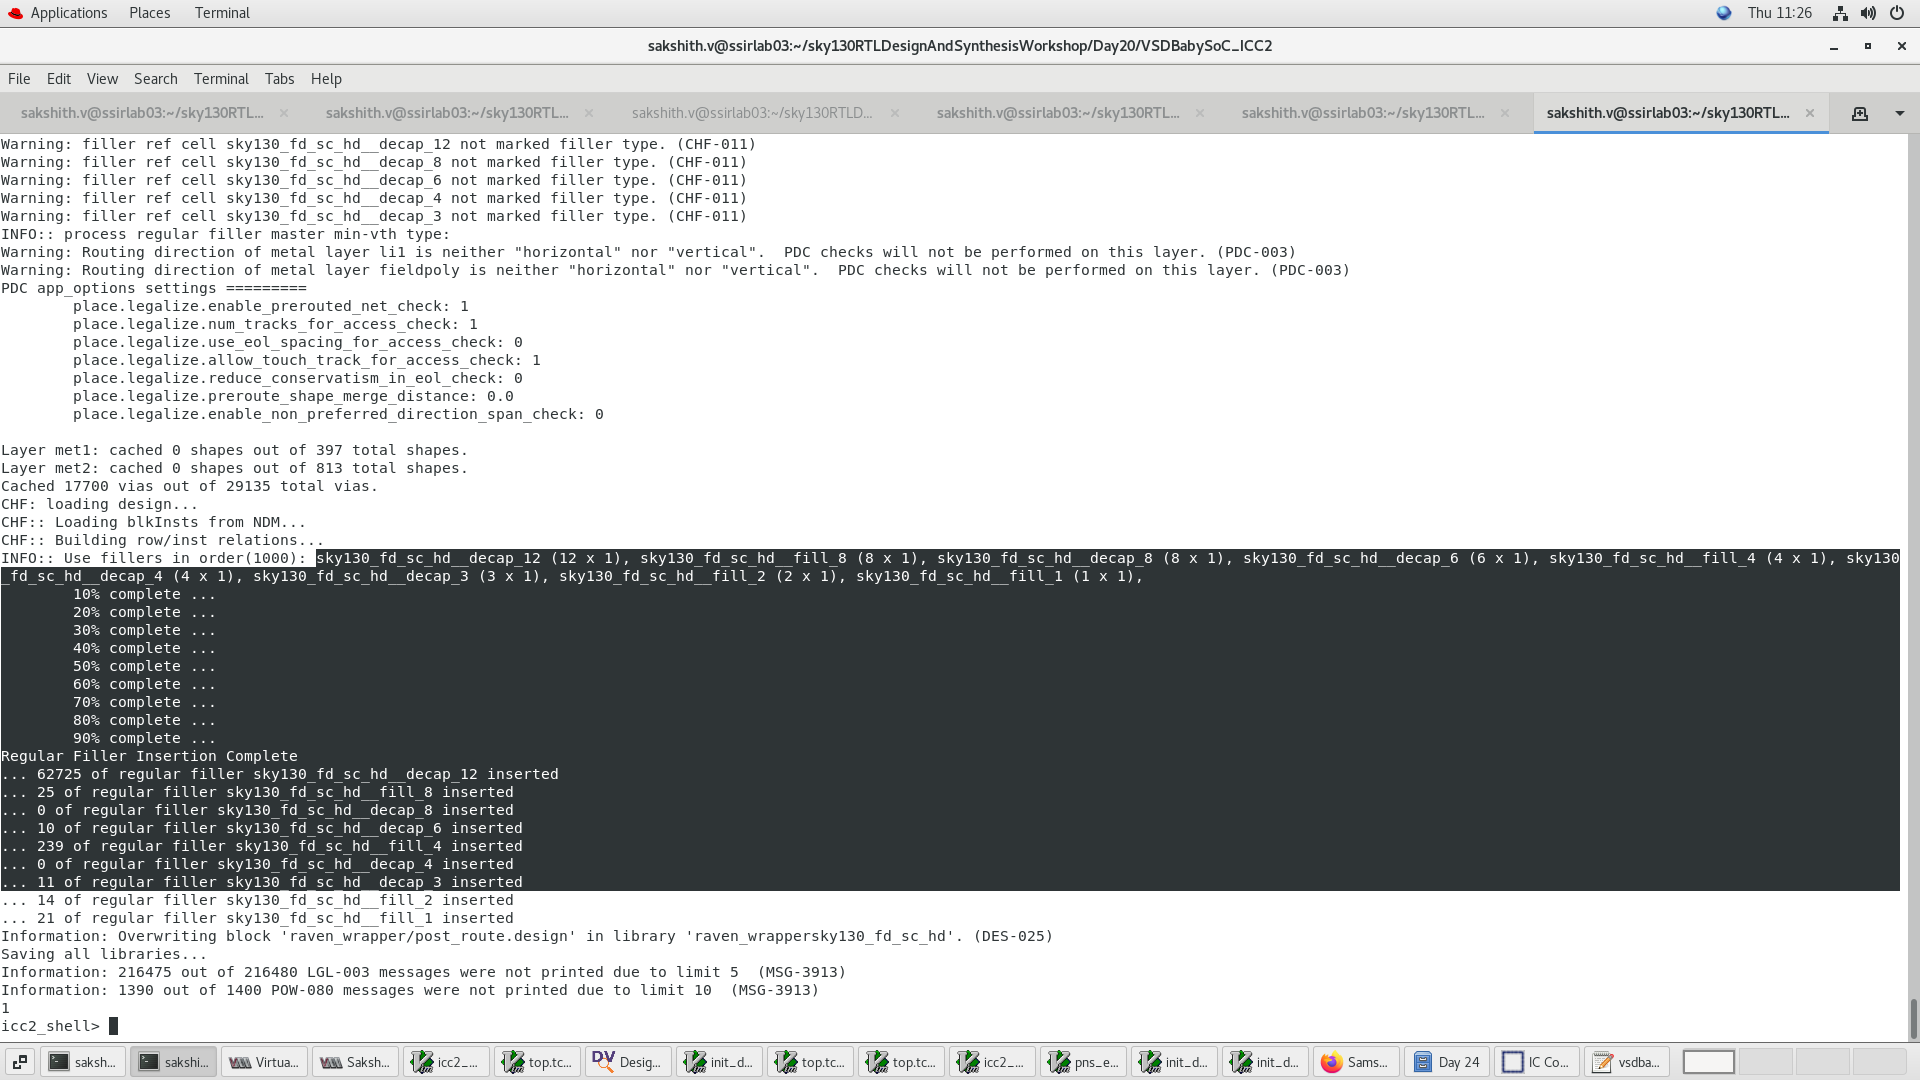 Applications Places Terminal Thu 11:26
sakshith.v@ssirlab03:~/sky130RTLDesignAndSynthesisWorkshop/Day20/VSDBabySoC_ICC2
File Edit View Search Terminal Tabs Help
sakshith.v@ssirlab03:~/sky130RTL... sakshith.v@ssirlab03:~/sky130RTL... sakshith.v@ssirlab03:~/sky130RTLD... sakshith.v@ssirlab03:~/sky130RTL... sakshith.v@ssirlab03:~/sky130RTL... sakshith.v@ssirlab03:~/sky130RTL...
Warning: filler ref cell sky130_fd_sc_hd__decap_12 not marked filler type. (CHF-011)
Warning: filler ref cell sky130_fd_sc_hd__decap_8 not marked filler type. (CHF-011)
Warning: filler ref cell sky130_fd_sc_hd__decap_6 not marked filler type. (CHF-011)
Warning: filler ref cell sky130_fd_sc_hd__decap_4 not marked filler type. (CHF-011)
Warning: filler ref cell sky130_fd_sc_hd__decap_3 not marked filler type. (CHF-011)
INFO:: process regular filler master min-vth type:
Warning: Routing direction of metal layer li1 is neither "horizontal" nor "vertical".  PDC checks will not be performed on this layer. (PDC-003)
Warning: Routing direction of metal layer fieldpoly is neither "horizontal" nor "vertical".  PDC checks will not be performed on this layer. (PDC-003)
PDC app_options settings =========
place.legalize.enable_prerouted_net_check: 1
place.legalize.num_tracks_for_access_check: 1
place.legalize.use_eol_spacing_for_access_check: 0
place.legalize.allow_touch_track_for_access_check: 1
place.legalize.reduce_conservatism_in_eol_check: 0
place.legalize.preroute_shape_merge_distance: 0.0
place.legalize.enable_non_preferred_direction_span_check: 0
Layer met1: cached 0 shapes out of 397 total shapes.
Layer met2: cached 0 shapes out of 813 total shapes.
Cached 17700 vias out of 29135 total vias.
CHF: loading design...
CHF:: Loading blkInsts from NDM...
CHF:: Building row/inst relations...
INFO:: Use fillers in order(1000): sky130_fd_sc_hd__decap_12 (12 x 1), sky130_fd_sc_hd__fill_8 (8 x 1), sky130_fd_sc_hd__decap_8 (8 x 1), sky130_fd_sc_hd__decap_6 (6 x 1), sky130_fd_sc_hd__fill_4 (4 x 1), sky130
_fd_sc_hd__decap_4 (4 x 1), sky130_fd_sc_hd__decap_3 (3 x 1), sky130_fd_sc_hd__fill_2 (2 x 1), sky130_fd_sc_hd__fill_1 (1 x 1),
10% complete ...
20% complete ...
30% complete ...
40% complete ...
50% complete ...
60% complete ...
70% complete ...
80% complete ...
90% complete ...
Regular Filler Insertion Complete
... 62725 of regular filler sky130_fd_sc_hd__decap_12 inserted
... 25 of regular filler sky130_fd_sc_hd__fill_8 inserted
... 0 of regular filler sky130_fd_sc_hd__decap_8 inserted
... 10 of regular filler sky130_fd_sc_hd__decap_6 inserted
... 239 of regular filler sky130_fd_sc_hd__fill_4 inserted
... 0 of regular filler sky130_fd_sc_hd__decap_4 inserted
... 11 of regular filler sky130_fd_sc_hd__decap_3 inserted
... 14 of regular filler sky130_fd_sc_hd__fill_2 inserted
... 21 of regular filler sky130_fd_sc_hd__fill_1 inserted
Information: Overwriting block 'raven_wrapper/post_route.design' in library 'raven_wrappersky130_fd_sc_hd'. (DES-025)
Saving all libraries...
Information: 216475 out of 216480 LGL-003 messages were not printed due to limit 5  (MSG-3913)
Information: 1390 out of 1400 POW-080 messages were not printed due to limit 10  (MSG-3913)
1
icc2_shell>
saksh... sakshi... Virtua... Saksh... icc2_... top.tc... Desig... init_d... top.tc... top.tc... icc2_... pns_e... init_d... init_d... Sams... Day 24 IC Co... vsdba...